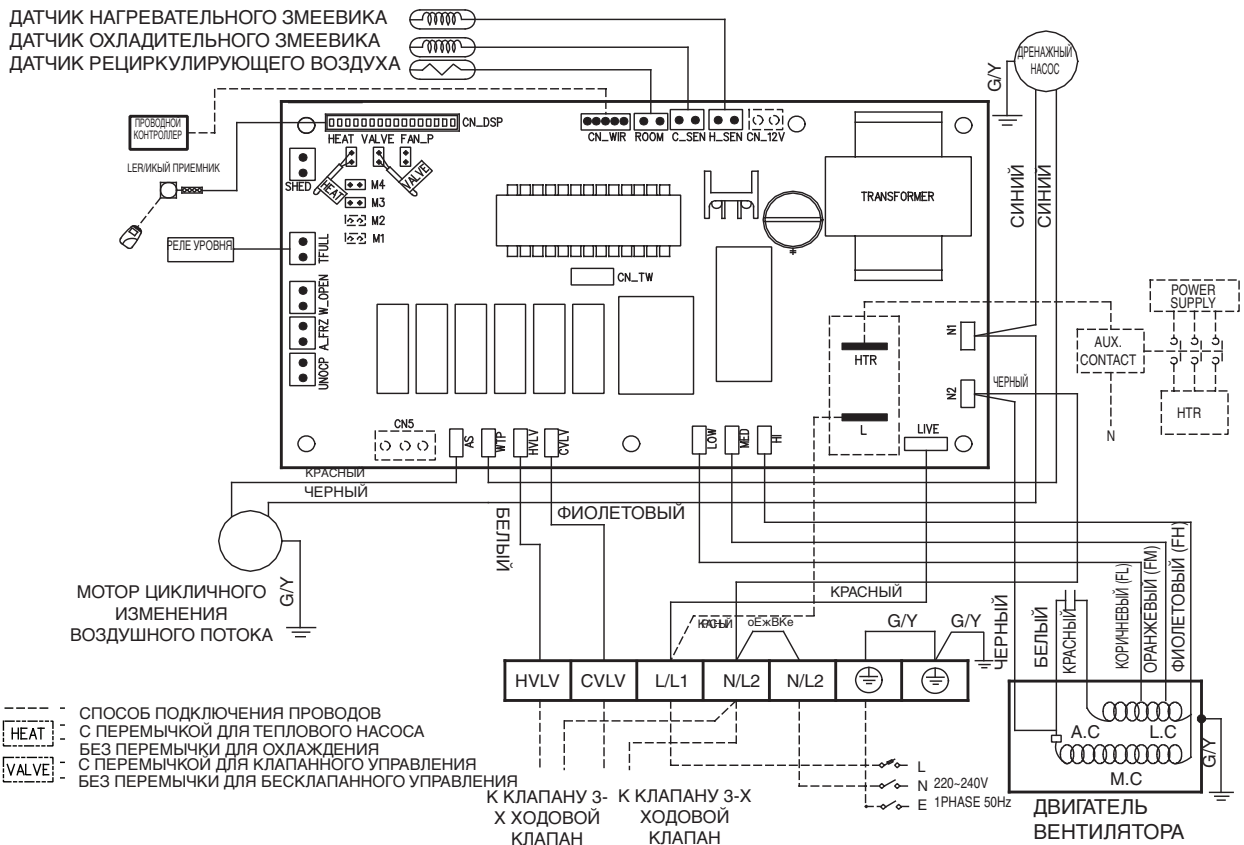 ДАТЧИК НАГРЕВАТЕЛЬНОГО ЗМЕЕВИКА
ДАТЧИК ОХЛАДИТЕЛЬНОГО ЗМЕЕВИКА
ДАТЧИК РЕЦИРКУЛИРУЮЩЕГО ВОЗДУХА
ДРЕНАЖНЫЙ
НАСОС
G/Y
ПРОВОДНОЙ
КОНТРОЛЛЕР
CN_DSP
CN_WIR ROOM C_SEN H_SEN CN_12V
HEAT VALVE FAN_P
LER/ИКЫЙ ПРИЕМНИК
SHED
HEAT
VALVE
M4
M3
M2
M1
TRANSFORMER
СИНИЙ
СИНИЙ
РЕЛЕ УРОВНЯ
TFULL
CN_TW
W_OPEN
A_FRZ
UNOCP
POWER
SUPPLY
AUX.
CONTACT
HTR
N
HTR
L
N1
N2
ЧЕРНЫЙ
CN5
AS
WTP
HVLV
CVLV
LOW
MED
HI
LIVE
КРАСНЫЙ
ЧЕРНЫЙ
БЕЛЫЙ
ФИОЛЕТОВЫЙ
G/Y
МОТОР ЦИКЛИЧНОГО
ИЗМЕНЕНИЯ
ВОЗДУШНОГО ПОТОКА
КРАСНЫЙ
оЕжВКе
G/Y
G/Y
ЧЕРНЫЙ
БЕЛЫЙ
КРАСНЫЙ
КОРИЧНЕВЫЙ (FL)
ОРАНЖЕВЫЙ (FM)
ФИОЛЕТОВЫЙ (FH)
HVLV CVLV L/L1 N/L2 N/L2
A.C L.C
M.C
G/Y
СПОСОБ ПОДКЛЮЧЕНИЯ ПРОВОДОВ
HEAT - С ПЕРЕМЫЧКОЙ ДЛЯ ТЕПЛОВОГО НАСОСА
БЕЗ ПЕРЕМЫЧКИ ДЛЯ ОХЛАЖДЕНИЯ
VALVE - С ПЕРЕМЫЧКОЙ ДЛЯ КЛАПАННОГО УПРАВЛЕНИЯ
БЕЗ ПЕРЕМЫЧКИ ДЛЯ БЕСКЛАПАННОГО УПРАВЛЕНИЯ
К КЛАПАНУ 3-
Х ХОДОВОЙ
КЛАПАН
К КЛАПАНУ 3-Х
ХОДОВОЙ
КЛАПАН
L
N 220~240V
E 1PHASE 50Hz
ДВИГАТЕЛЬ
ВЕНТИЛЯТОРА